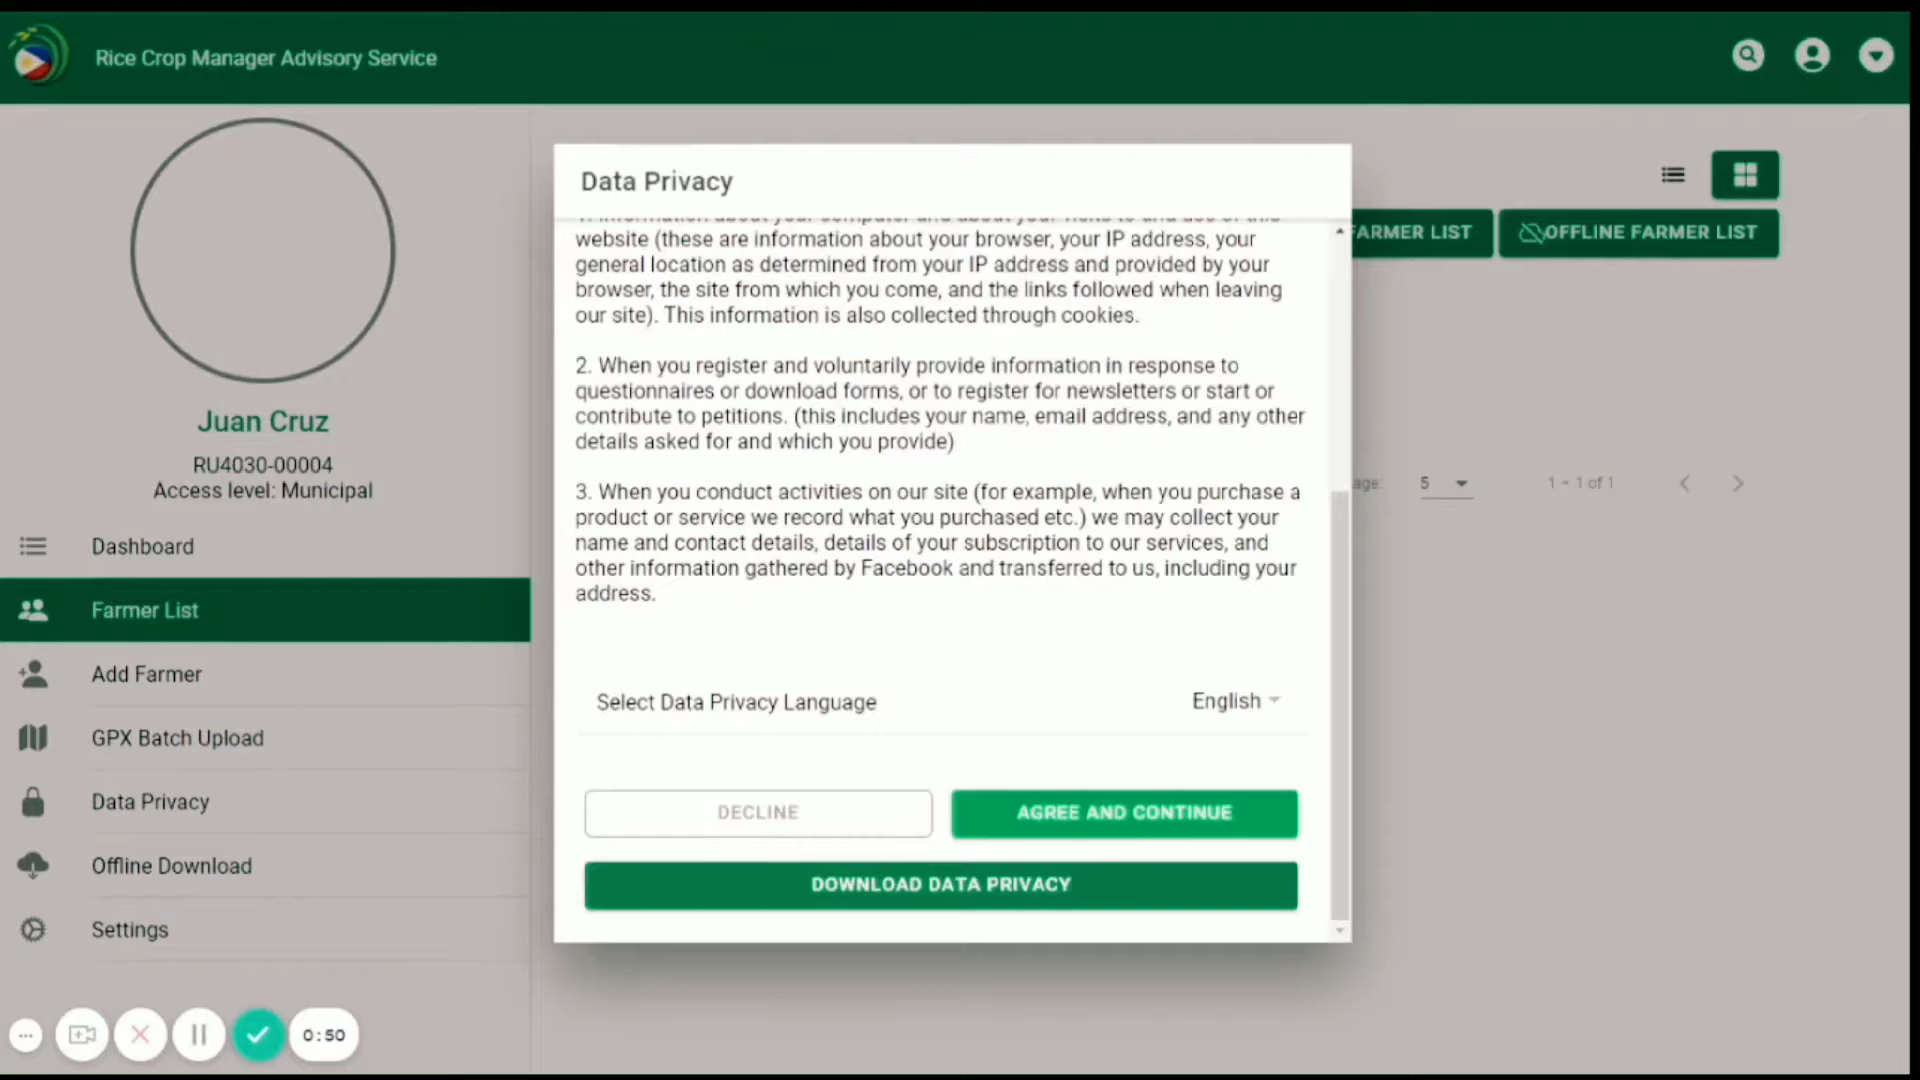 Rice Crop Manager Advisory Service
Juan Cruz
RU4030-00004
Access level: Municipal
Dashboard
Farmer List
Add Farmer
GPX Batch Upload
Data Privacy
Offline Download
Settings
0:50
Data Privacy
website (these are information about your browser, your IP address, your
general location as determined from your IP address and provided by your
browser, the site from which you come, and the links followed when leaving
our site). This information is also collected through cookies.
2. When you register and voluntarily provide information in response to
questionnaires or download forms, or to register for newsletters or start or
contribute to petitions. (this includes your name, email address, and any other
details asked for and which you provide)
3. When you conduct activities on our site (for example, when you purchase a
product or service we record what you purchased etc.) we may collect your
name and contact details, details of your subscription to our services, and
other information gathered by Facebook and transferred to us, including your
address.
Select Data Privacy Language English
DECLINE AGREE AND CONTINUE
DOWNLOAD DATA PRIVACY
FARMER LIST OFFLINE FARMER LIST
5 1 - 1 of 1